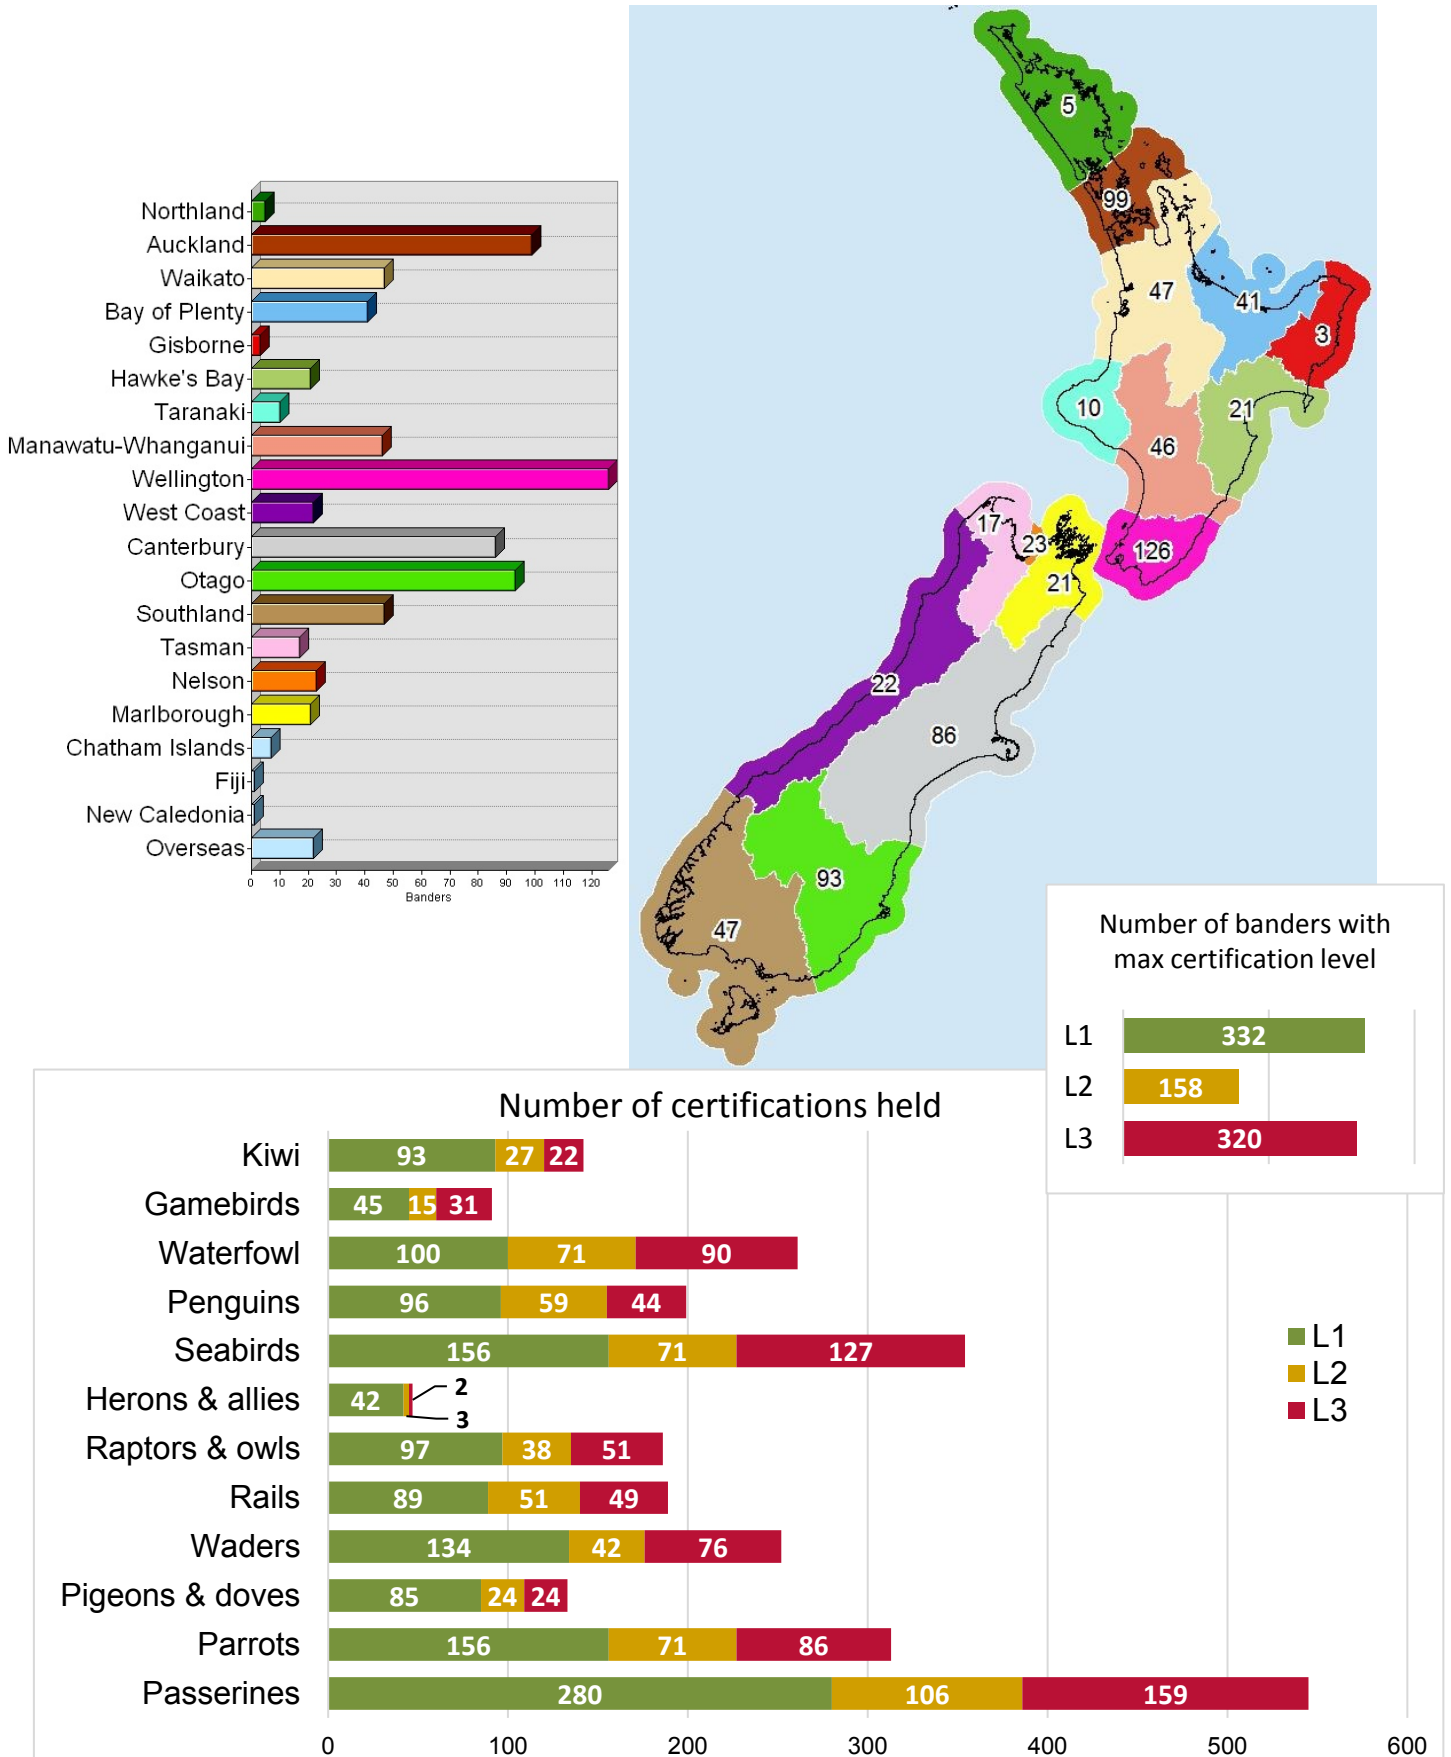 Northland
Auckland
Waikato
Bay of Plenty
Gisborne
Hawke's Bay
Taranaki
Manawatu-Whanganui
Wellington
West Coast
Canterbury
Otago
Southland
Tasman
Nelson
Marlborough
Chatham Islands
Fiji
New Caledonia
Overseas
0 10 20 30 40 50 60 70 80 90 100 110 120
Banders
5
99
47
41
3
10
21
46
17
23
126
21
22
86
93
47
Number of banders with
max certification level
L1 332
L2 158
L3 320
Number of certifications held
Kiwi 93 27 22
Gamebirds 45 15 31
Waterfowl 100 71 90
Penguins 96 59 44
Seabirds 156 71 127
Herons & allies 42 2
3
Raptors & owls 97 38 51
Rails 89 51 49
Waders 134 42 76
Pigeons & doves 85 24 24
Parrots 156 71 86
Passerines 280 106 159
0 100 200 300 400 500 600
L1
L2
L3